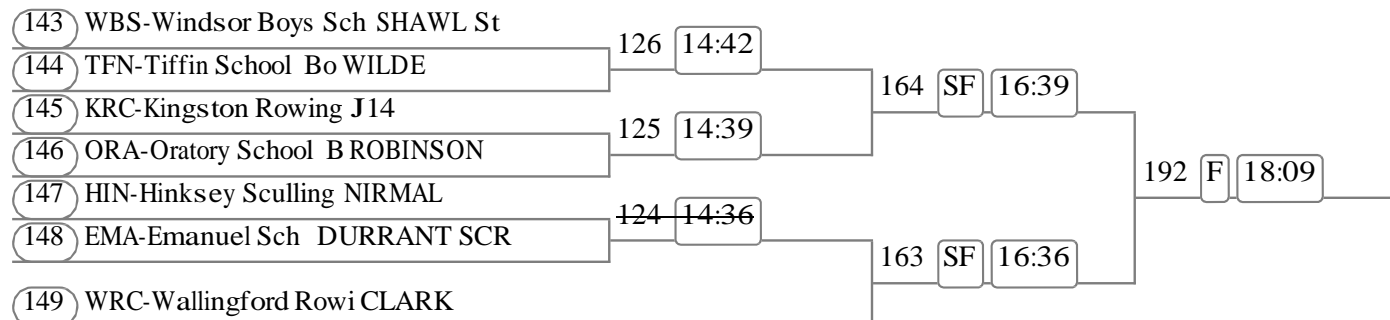 143 WBS-Windsor Boys Sch SHAWL St
126 14:42
144 TFN-Tiffin School Bo WILDE
164 SF 16:39
145 KRC-Kingston Rowing J14
125 14:39
146 ORA-Oratory School B ROBINSON
192 F 18:09
147 HIN-Hinksey Sculling NIRMAL
124 14:36
148 EMA-Emanuel Sch DURRANT SCR
163 SF 16:36
149 WRC-Wallingford Rowi CLARK